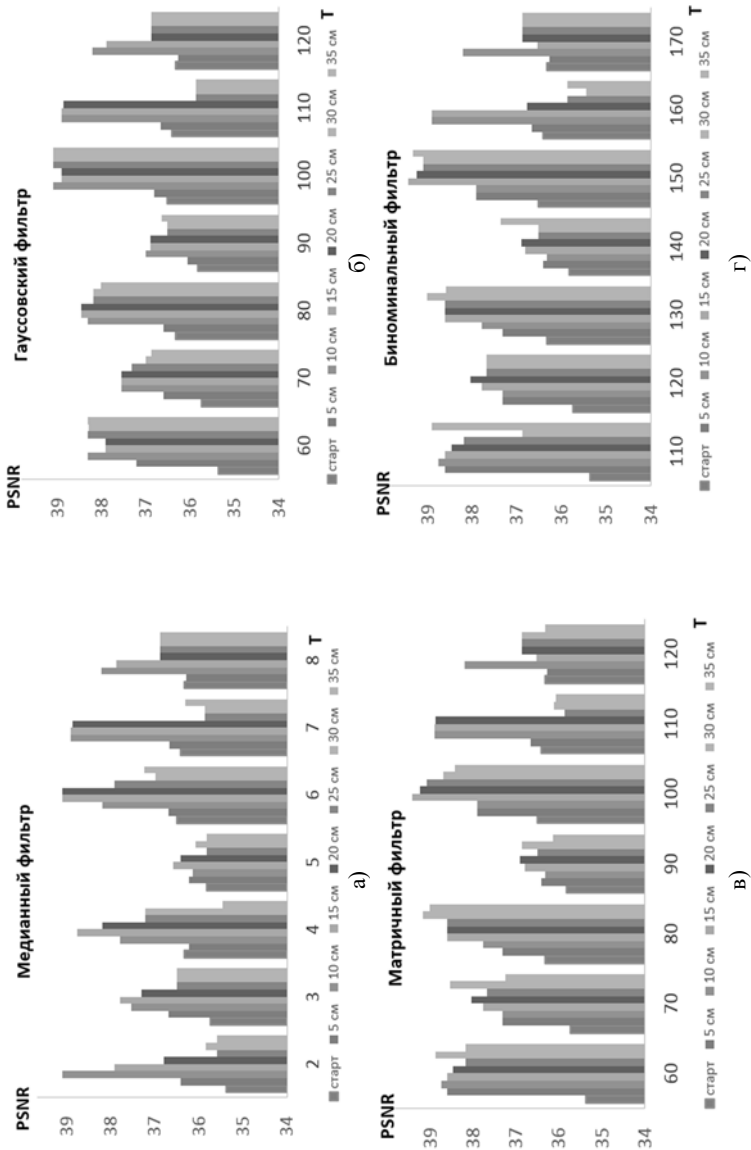 Медианный фильтр
PSNR
39
38
37
36
35
34
2 3 4 5 6 7 8 Т
старт 5 см 10 см 15 см 20 см 25 см 30 см 35 см
а)
Гауссовский фильтр
PSNR
39
38
37
36
35
34
60 70 80 90 100 110 120 Т
старт 5 см 10 см 15 см 20 см 25 см 30 см 35 см
б)
Матричный фильтр
PSNR
39
38
37
36
35
34
60 70 80 90 100 110 120 Т
старт 5 см 10 см 15 см 20 см 25 см 30 см 35 см
в)
Биноминальный фильтр
PSNR
39
38
37
36
35
34
110 120 130 140 150 160 170 Т
старт 5 см 10 см 15 см 20 см 25 см 30 см 35 см
г)